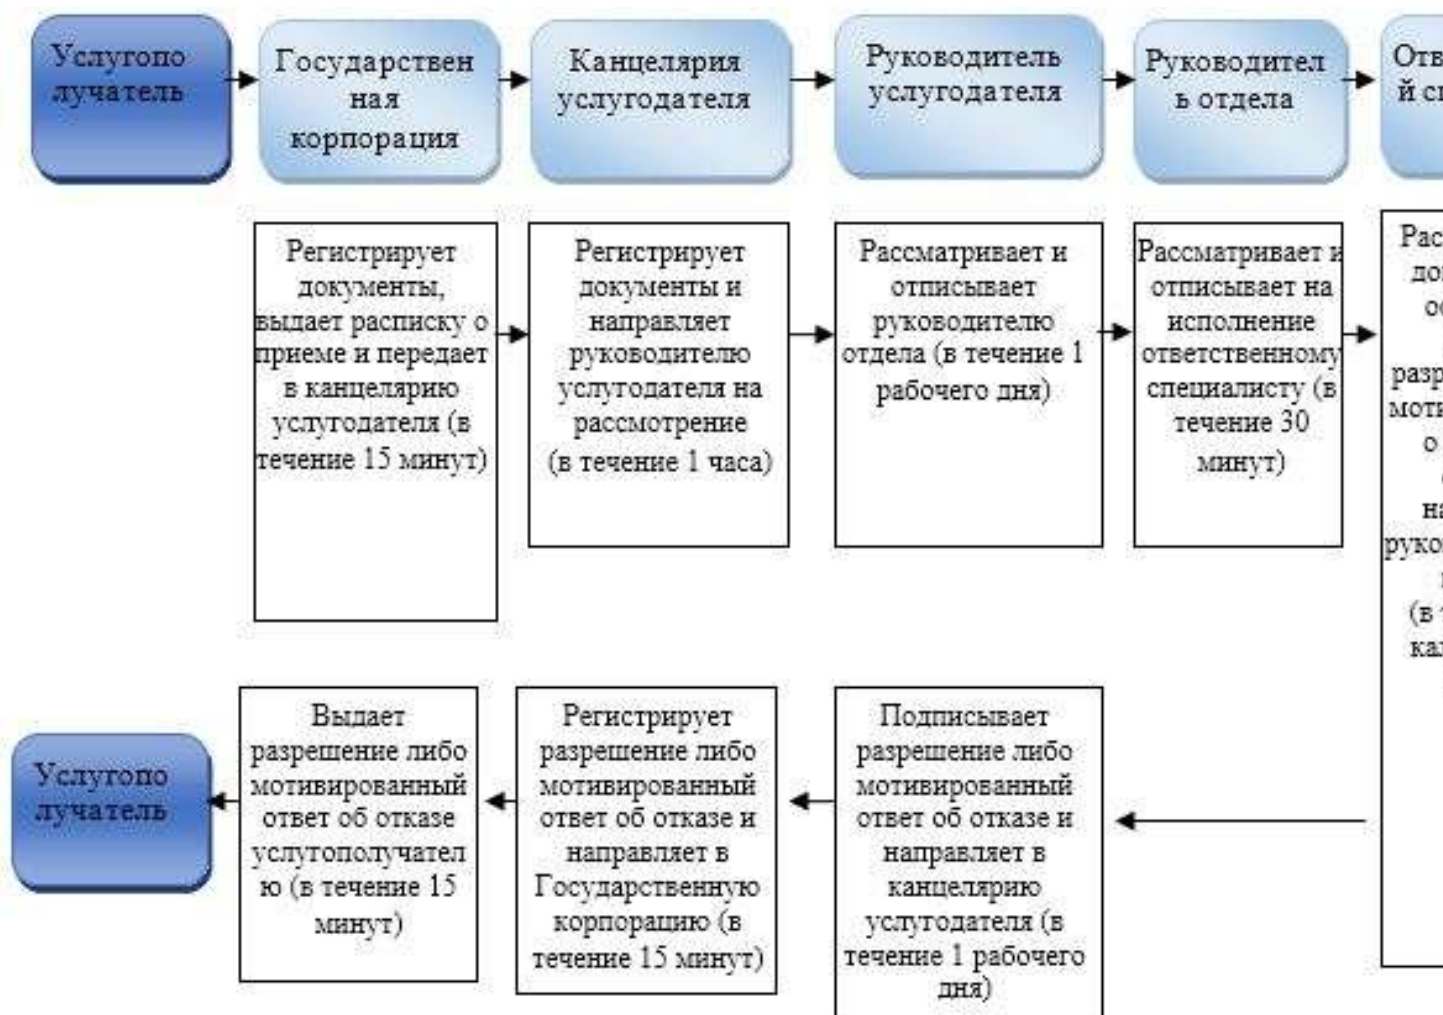 Услугопо
лучатель
Государствен
ная
корпорация
Канцелярия
услугодателя
Руководитель
услугодателя
Руководител
ь отдела
Регистрирует
документы,
выдает расписку о
приеме и передает
в канцелярию
услугодателя (в
течение 15 минут)
Регистрирует
документы и
направляет
руководителю
услугодателя на
рассмотрение
(в течение 1 часа)
Рассматривает и
отписывает
руководителю
отдела (в течение 1
рабочего дня)
Рассматривает и
отписывает на
исполнение
ответственному
специалисту (в
течение 30
минут)
Услугопо
лучатель
Выдает
разрешение либо
мотивированный
ответ об отказе
услугополучател
ю (в течение 15
минут)
Регистрирует
разрешение либо
мотивированный
ответ об отказе и
направляет в
Государственную
корпорацию (в
течение 15 минут)
Подписывает
разрешение либо
мотивированный
ответ об отказе и
направляет в
канцелярию
услугодателя (в
течение 1 рабочего
дня)